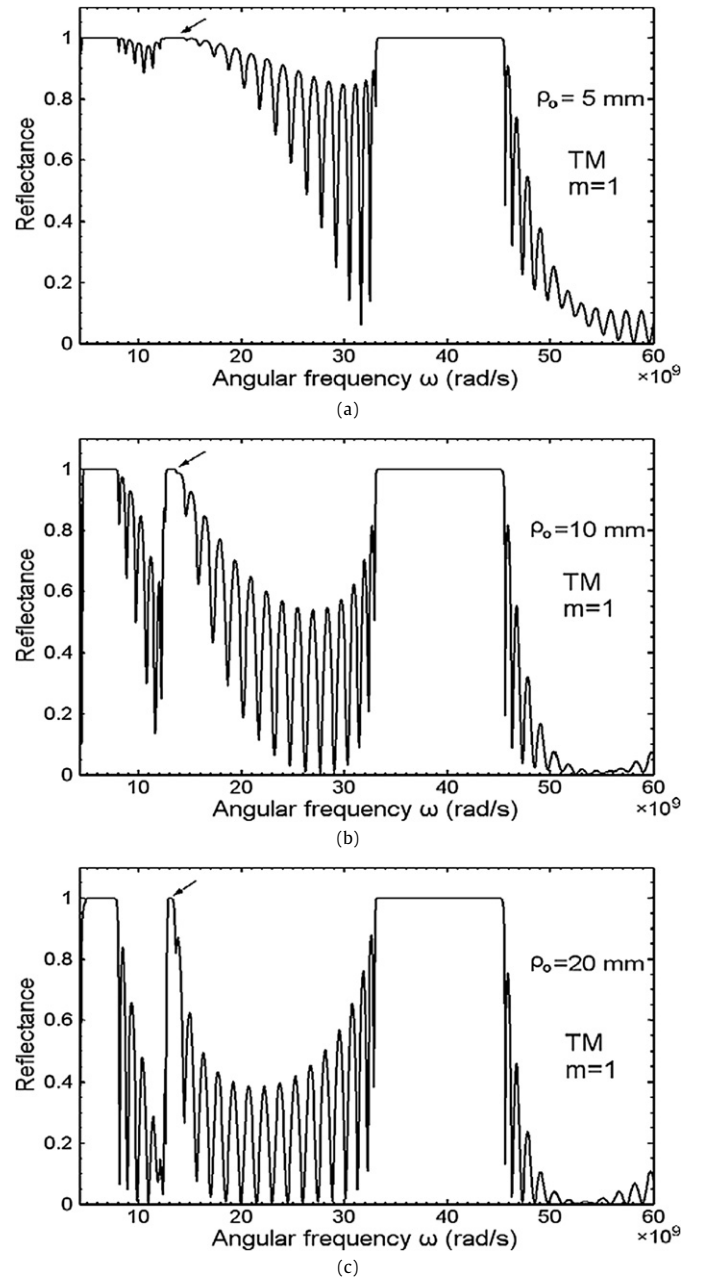 1
0.8
0.6
0.4
0.2
0
Reflectance
ρo= 5 mm
TM
m=1
10 20 30 40 50 60
Angular frequency ω (rad/s) ×10⁹
(a)
1
0.8
0.6
0.4
0.2
0
Reflectance
ρo=10 mm
TM
m=1
10 20 30 40 50 60
Angular frequency ω (rad/s) ×10⁹
(b)
1
0.8
0.6
0.4
0.2
0
Reflectance
ρo=20 mm
TM
m=1
10 20 30 40 50 60
Angular frequency ω (rad/s) ×10⁹
(c)